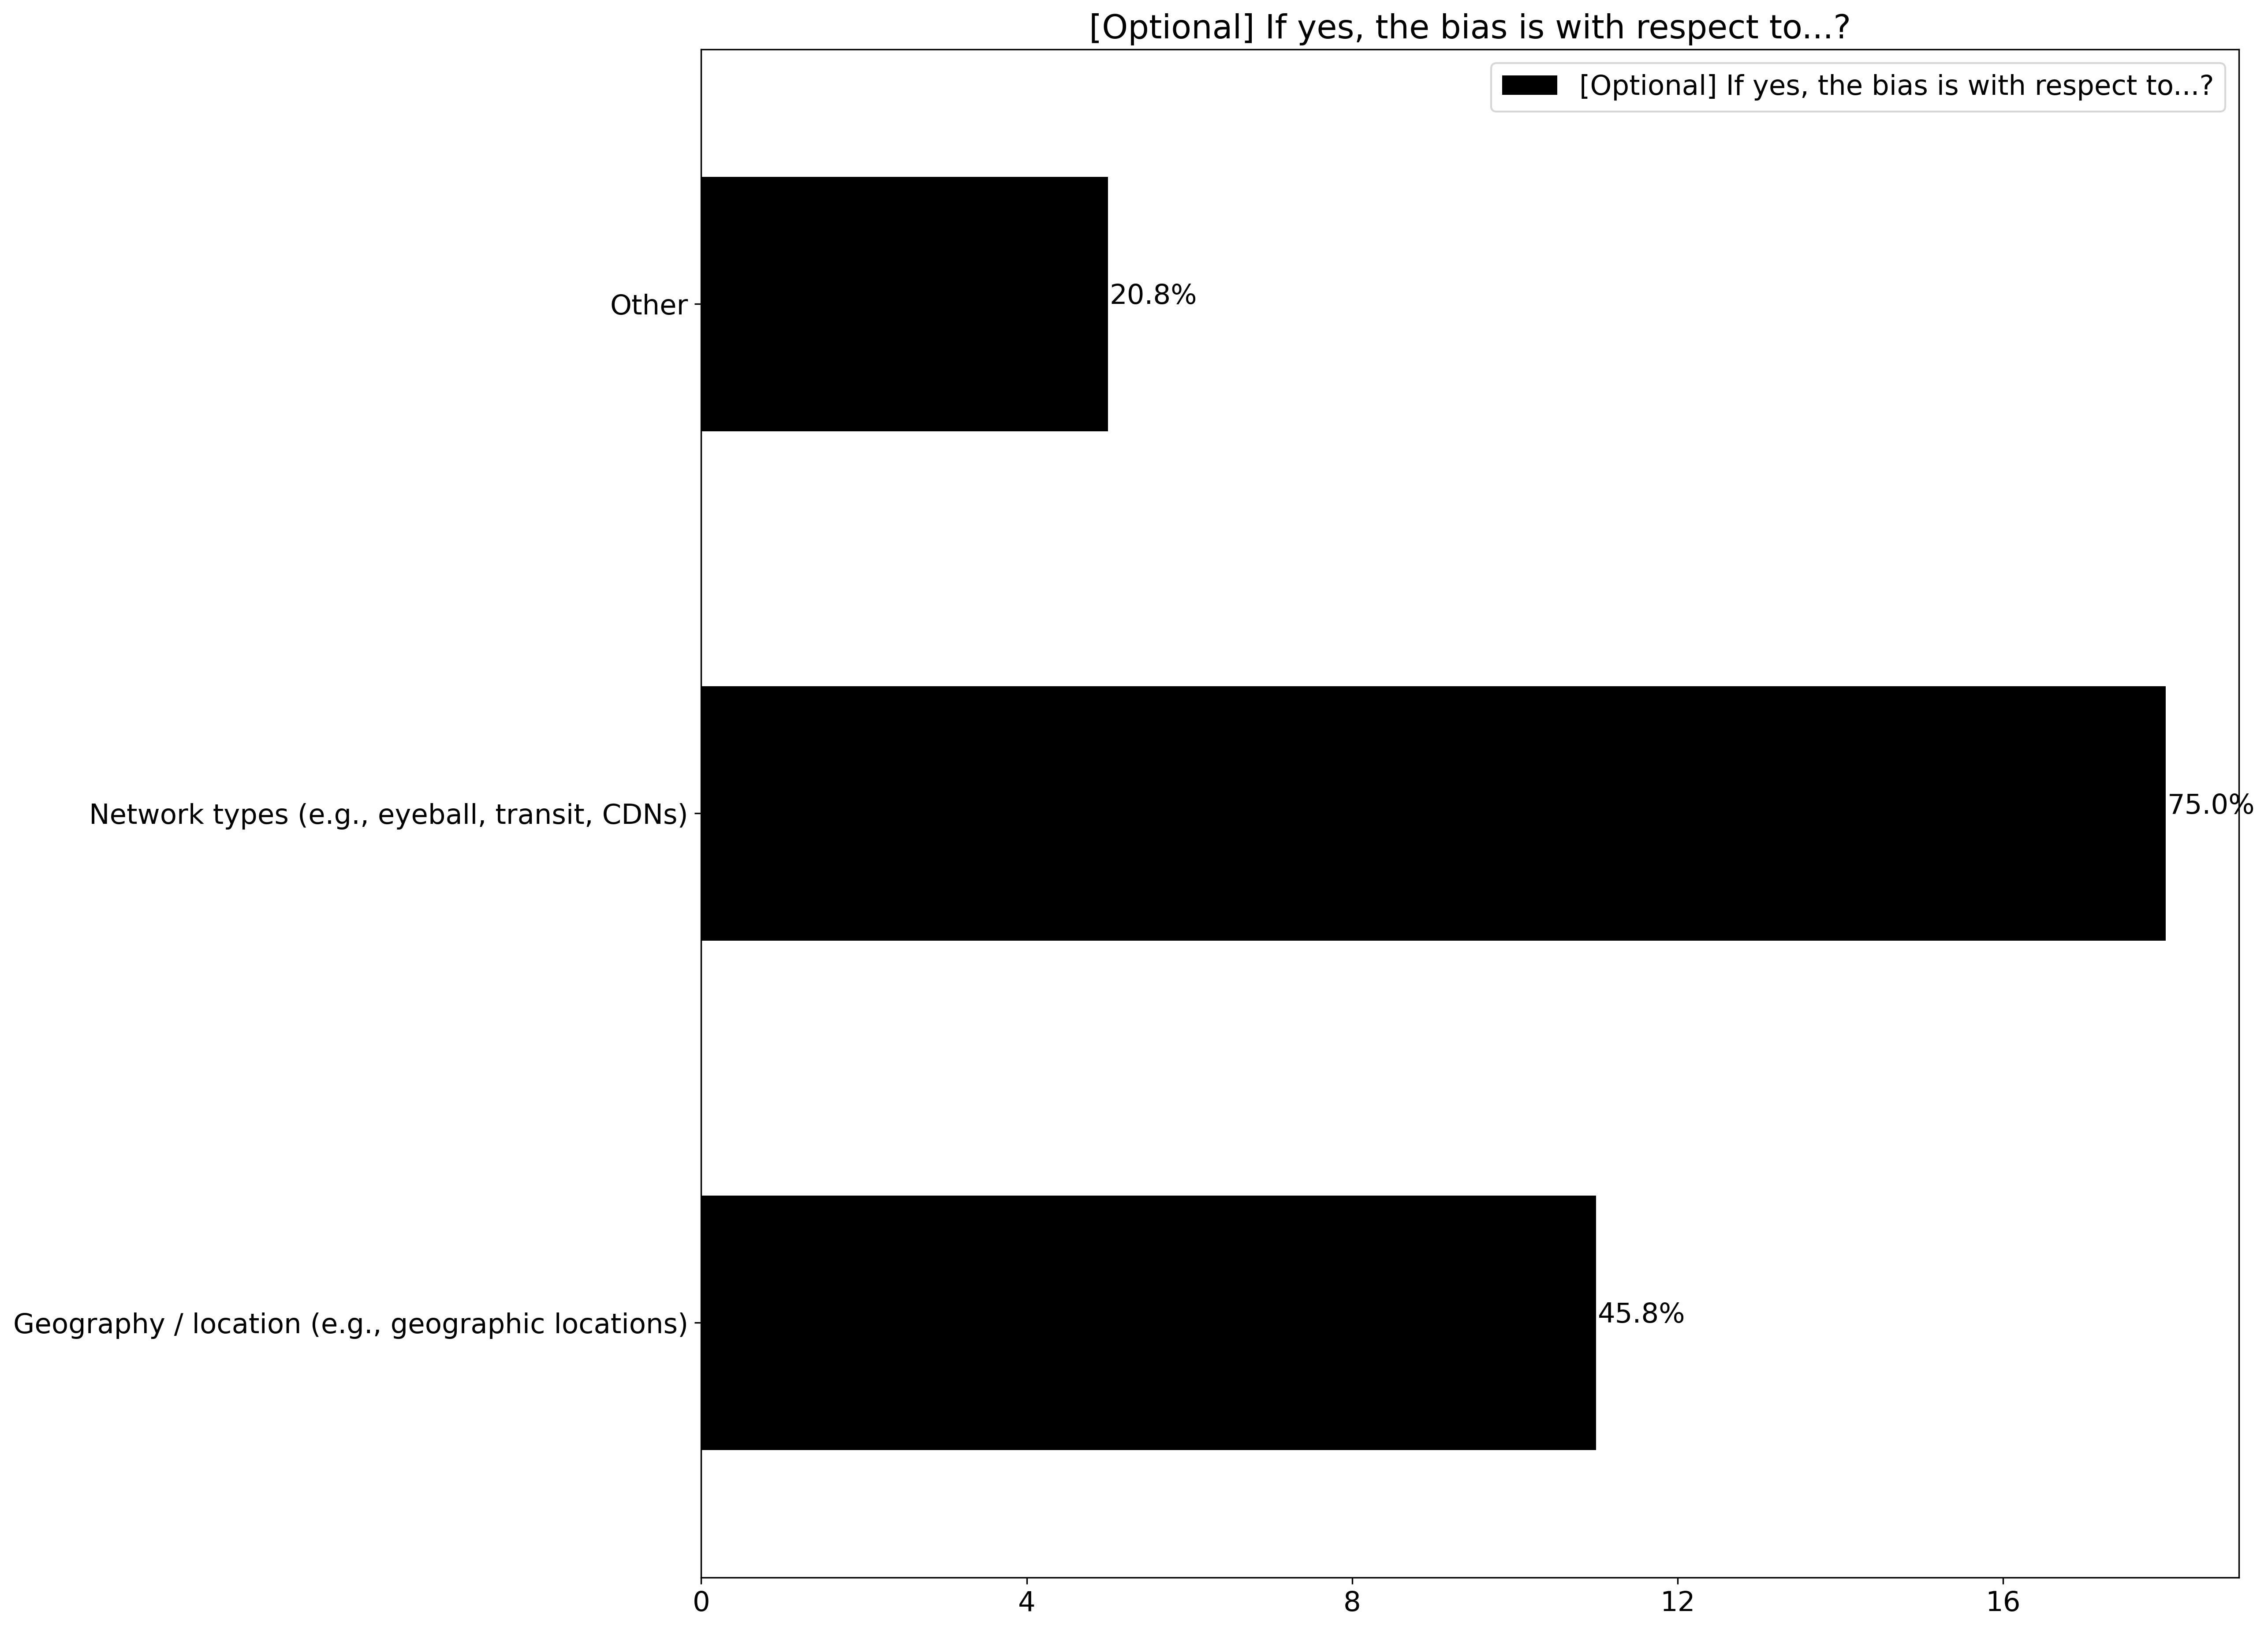 [Optional] If yes, the bias is with respect to...?
[Optional] If yes, the bias is with respect to...?
Other
20.8%
Network types (e.g., eyeball, transit, CDNs)
75.0%
Geography / location (e.g., geographic locations)
45.8%
0 4 8 12 16